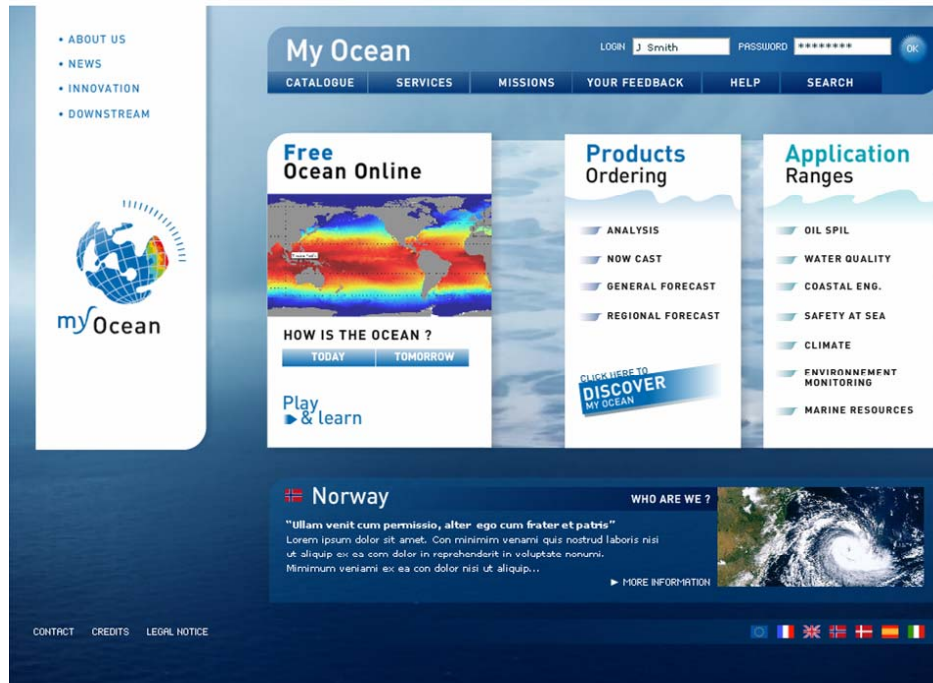 • ABOUT US
• NEWS
• INNOVATION
• DOWNSTREAM
my Ocean
My Ocean
LOGIN J Smith PASSWORD ******** OK
CATALOGUE SERVICES MISSIONS YOUR FEEDBACK HELP SEARCH
Free
Ocean Online
HOW IS THE OCEAN ?
TODAY TOMORROW
Play
& learn
Products
Ordering
ANALYSIS
NOW CAST
GENERAL FORECAST
REGIONAL FORECAST
CLICK HERE TO
DISCOVER
MY OCEAN
Application
Ranges
OIL SPIL
WATER QUALITY
COASTAL ENG.
SAFETY AT SEA
CLIMATE
ENVIRONNEMENT
MONITORING
MARINE RESOURCES
Norway
WHO ARE WE ?
"Ullam venit cum permissio, alter ego cum frater et patris"
Lorem ipsum dolor sit amet. Con minimim venami quis nostrud laboris nisi
ut aliquip ex ea com dolor in reprehenderit in voluptate nonumi.
Mimimum veniami ex ea con dolor nisi ut aliquip...
► MORE INFORMATION
CONTACT CREDITS LEGAL NOTICE